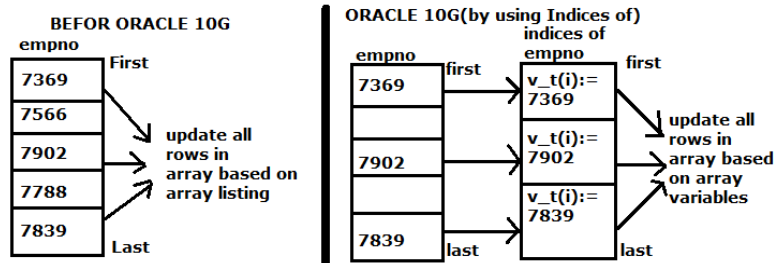 BEFOR ORACLE 10G
empno
First
7369
7566
7902
7788
7839
Last
update all
rows in
array based on
array listing
ORACLE 10G(by using Indices of)
empno
first
7369
7902
7839
last
indices of
empno
first
v_t(i):=
7369
v_t(i):=
7902
v_t(i):=
7839
last
update all
rows in
array based
on array
variables